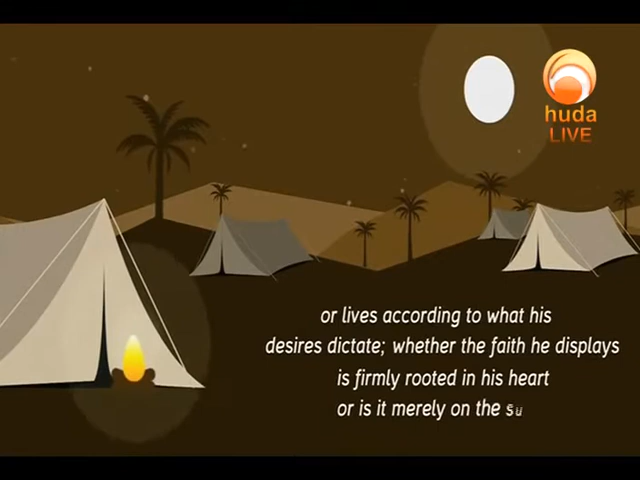 huda
LIVE
or lives according to what his
desires dictate; whether the faith he displays
is firmly rooted in his heart
or is it merely on the